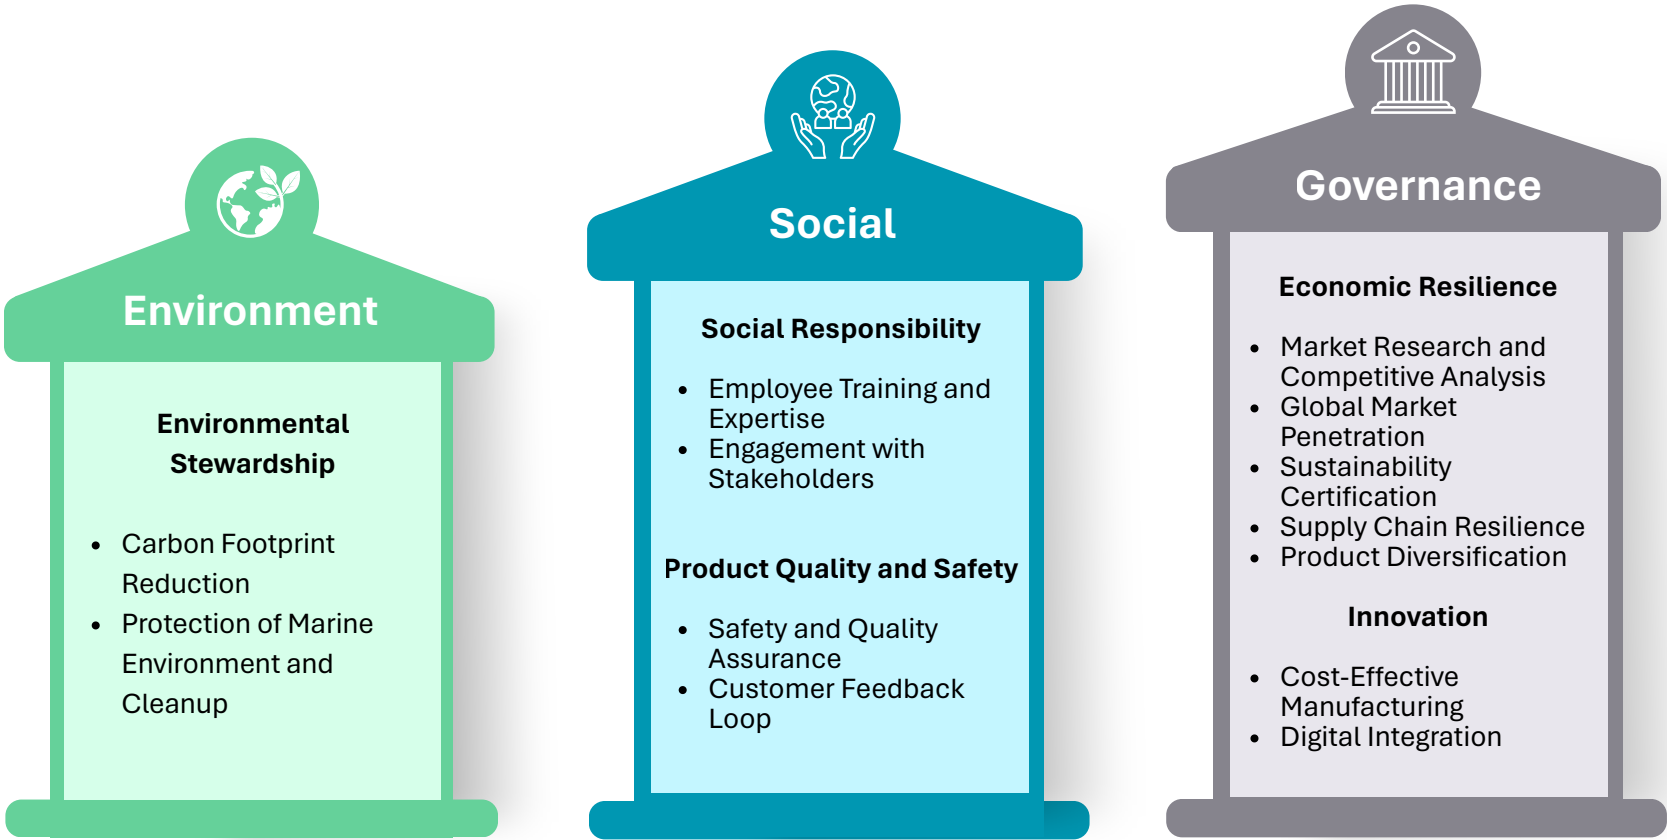 Environment
Environmental
Stewardship
• Carbon Footprint
Reduction
• Protection of Marine
Environment and
Cleanup
Social
Social Responsibility
• Employee Training and
Expertise
• Engagement with
Stakeholders
Product Quality and Safety
• Safety and Quality
Assurance
• Customer Feedback
Loop
Governance
Economic Resilience
• Market Research and
Competitive Analysis
• Global Market
Penetration
• Sustainability
Certification
• Supply Chain Resilience
• Product Diversification
Innovation
• Cost-Effective
Manufacturing
• Digital Integration